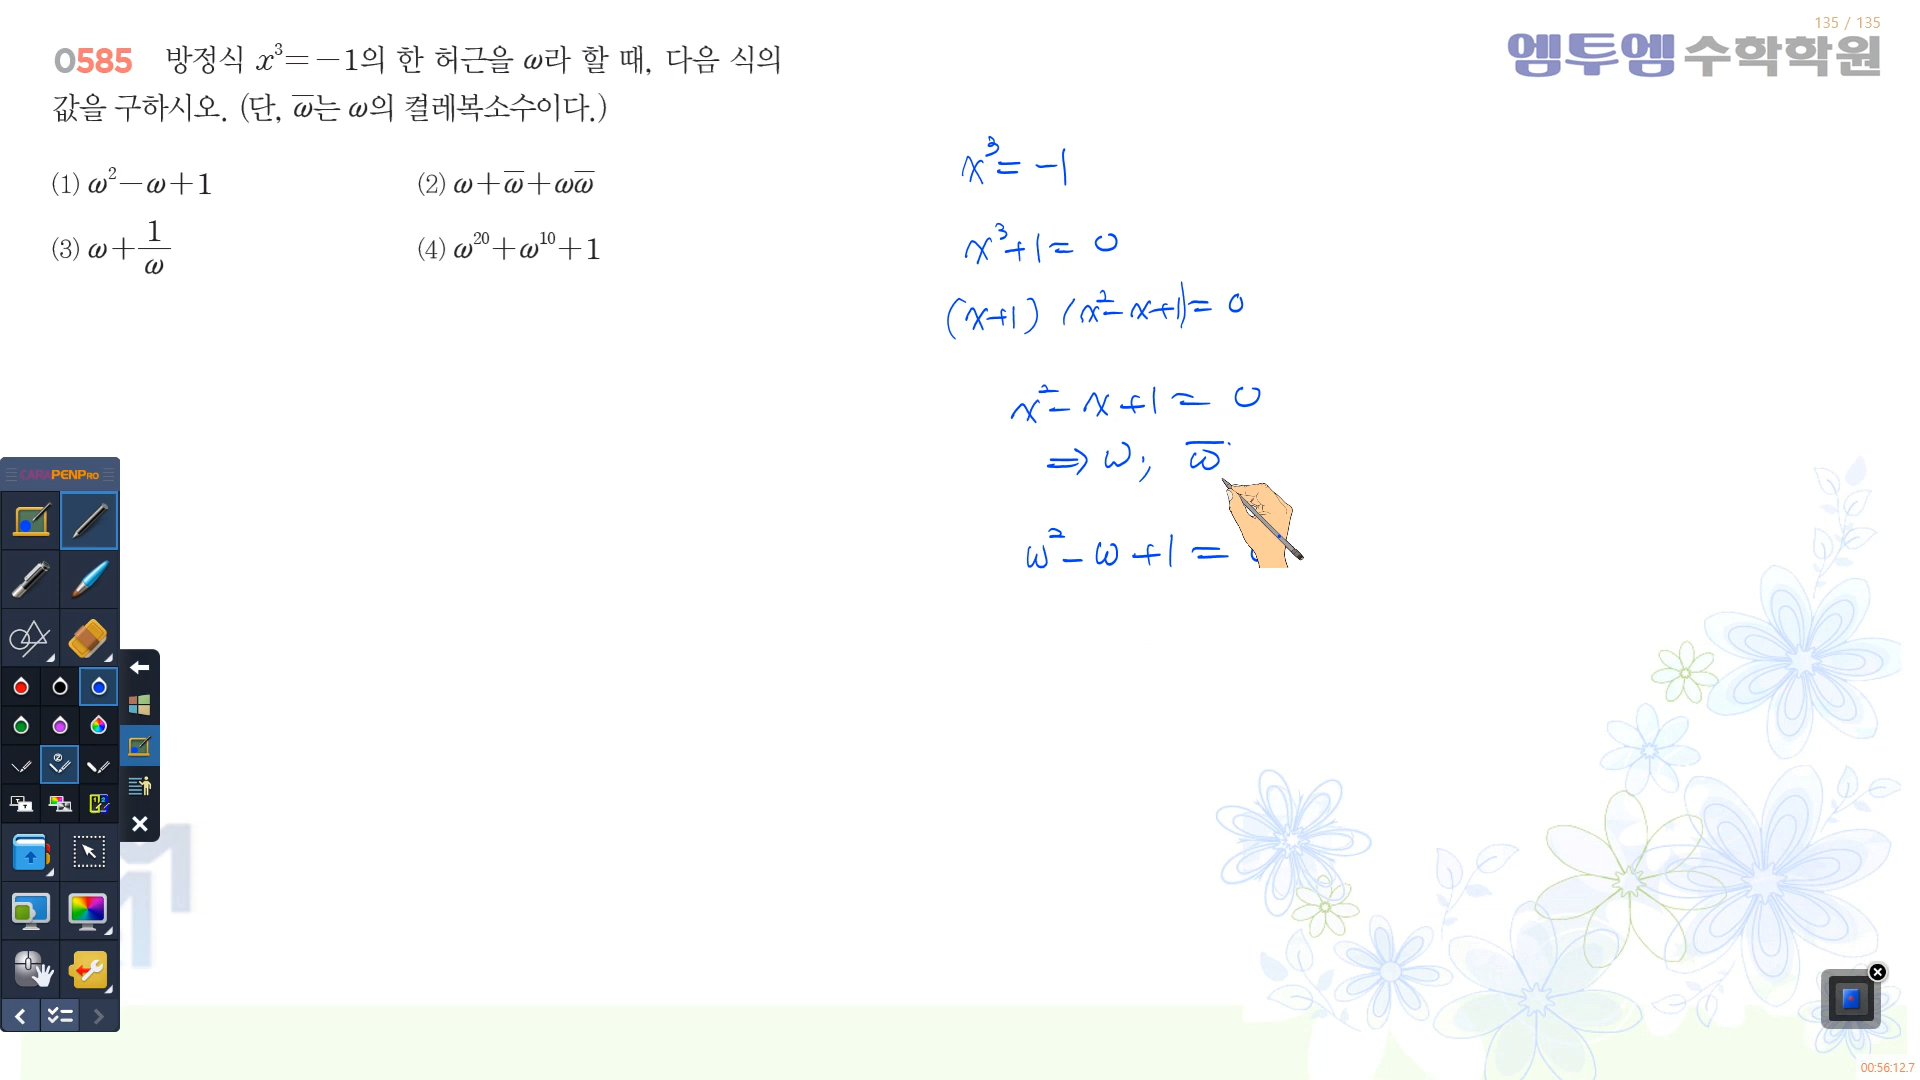 135 / 135
엠투엠 수학학원
0585 방정식 x³=-1의 한 허근을 ω라 할 때, 다음 식의
값을 구하시오. (단, ω̅는 ω의 켤레복소수이다.)
(1) ω²-ω+1
(2) ω+ω̅+ωω̅
(3) ω+1/ω
(4) ω²⁰+ω¹⁰+1
x³=-1
x³+1=0
(x+1)(x²-x+1)=0
x²-x+1=0
⇒ω, ω̅
ω²-ω+1=
CARAPENPRO
00:56:12.7